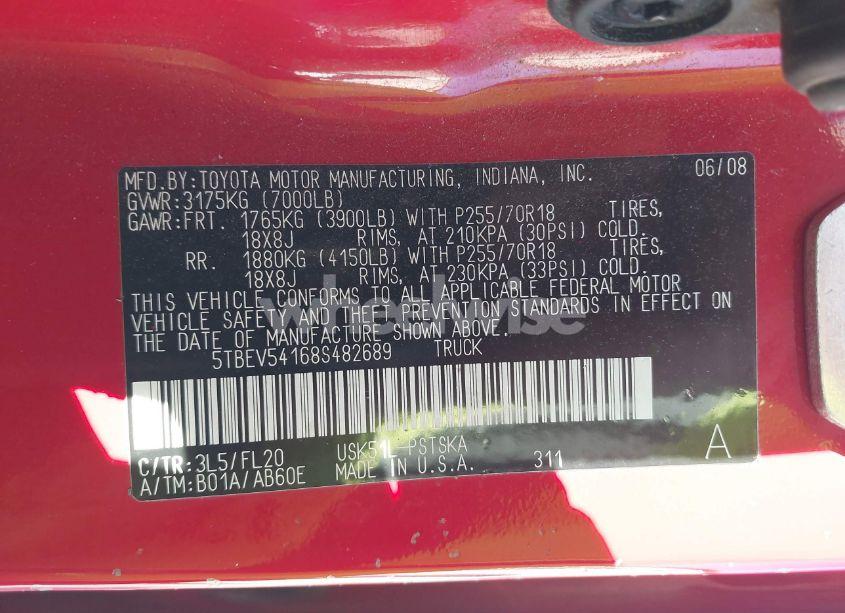 MFD.BY:TOYOTA MOTOR MANUFACTURING, INDIANA, INC. 06/08
GVWR:3175KG (7000LB)
GAWR:FRT. 1765KG (3900LB) WITH P255/70R18 TIRES,
18X8J RIMS, AT 210KPA (30PSI) COLD.
RR. 1880KG (4150LB) WITH P255/70R18 TIRES,
18X8J RIMS, AT 230KPA (33PSI) COLD.
THIS VEHICLE CONFORMS TO ALL APPLICABLE FEDERAL MOTOR
VEHICLE SAFETY AND THEFT PREVENTION STANDARDS IN EFFECT ON
THE DATE OF MANUFACTURE SHOWN ABOVE.
5TBEV54168S482689 TRUCK
C/TR:3L5/FL20 USK51L-PSTSKA
A/TM:B01A/AB60E MADE IN U.S.A. 311 A